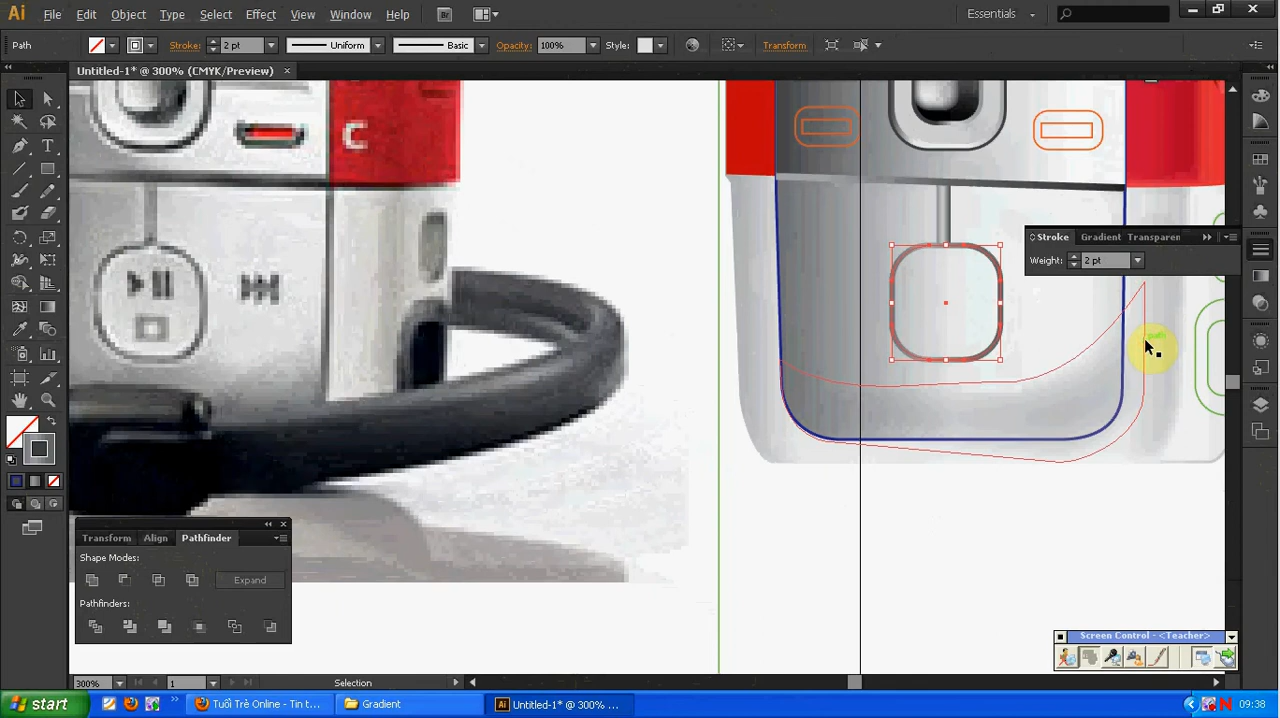 Ai File Edit Object Type Select Effect View Window Help Br Essentials
Path Stroke: 2 pt Uniform Basic Opacity: 100% Style: Transform
Untitled-1* @ 300% (CMYK/Preview)
C
Stroke Gradient Transparen
Weight: 2 pt
path
Transform Align Pathfinder
Shape Modes:
Expand
Pathfinders:
Screen Control - <Teacher>
300% 1 Selection
start Tuổi Trẻ Online - Tin t... Gradient Untitled-1* @ 300% ... 09:38